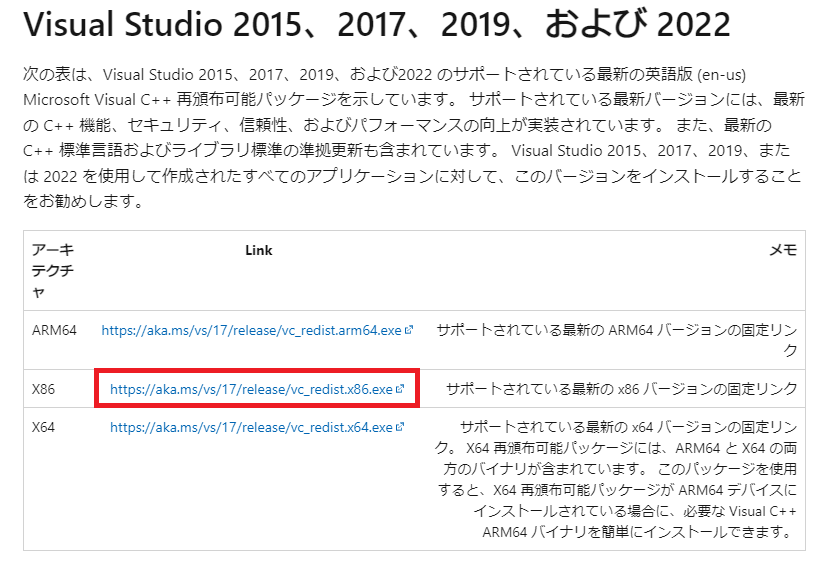 Visual Studio 2015、2017、2019、および 2022
次の表は、Visual Studio 2015、2017、2019、および2022 のサポートされている最新の英語版 (en-us)
Microsoft Visual C++ 再頒布可能パッケージを示しています。 サポートされている最新バージョンには、最新
の C++ 機能、セキュリティ、信頼性、およびパフォーマンスの向上が実装されています。 また、最新の
C++ 標準言語およびライブラリ標準の準拠更新も含まれています。 Visual Studio 2015、2017、2019、また
は 2022 を使用して作成されたすべてのアプリケーションに対して、このバージョンをインストールすること
をお勧めします。
アーキ
テクチ
ャ
Link
メモ
ARM64
https://aka.ms/vs/17/release/vc_redist.arm64.exe
サポートされている最新の ARM64 バージョンの固定リン
ク
X86
https://aka.ms/vs/17/release/vc_redist.x86.exe
サポートされている最新の x86 バージョンの固定リンク
X64
https://aka.ms/vs/17/release/vc_redist.x64.exe
サポートされている最新の x64 バージョンの固定リン
ク。 X64 再頒布可能パッケージには、ARM64 と X64 の両
方のバイナリが含まれています。 このパッケージを使用
すると、X64 再頒布可能パッケージが ARM64 デバイスに
インストールされている場合に、必要な Visual C++
ARM64 バイナリを簡単にインストールできます。